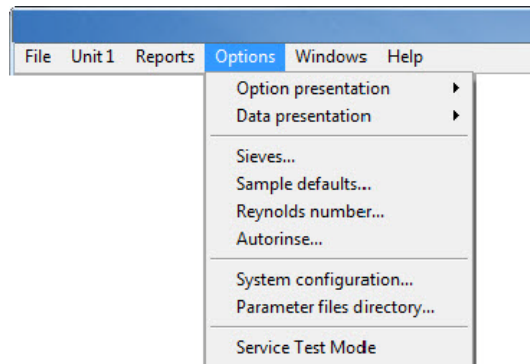 File Unit 1 Reports Options Windows Help
Option presentation
Data presentation
Sieves...
Sample defaults...
Reynolds number...
Autorinse...
System configuration...
Parameter files directory...
Service Test Mode